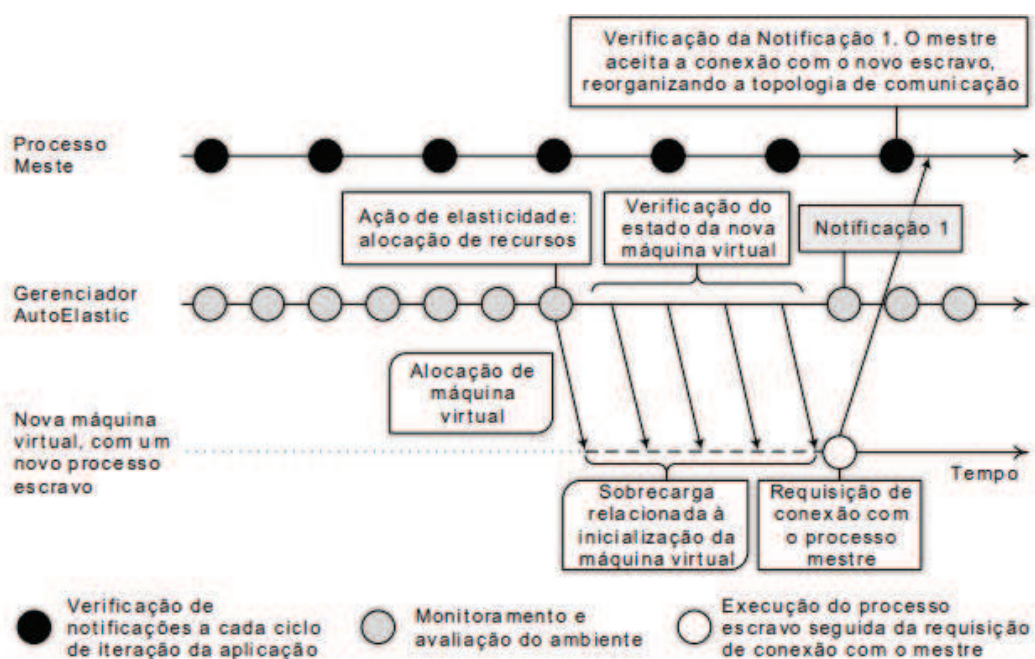 Verificação da Notificação 1. O mestre
aceita a conexão com o novo escravo,
reorganizando a topologia de comunicação
Processo
Meste
Ação de elasticidade:
alocação de recursos
Verificação do
estado da nova
máquina virtual
Notificação 1
Gerenciador
AutoElastic
Alocação de
máquina
virtual
Nova máquina
virtual, com um
novo processo
escravo
Tempo
Sobrecarga
relacionada à
inicialização da
máquina virtual
Requisição de
conexão com
o processo
mestre
Verificação de
notificações a cada ciclo
de iteração da aplicação
Monitoramento e
avaliação do ambiente
Execução do processo
escravo seguida da requisição
de conexão com o mestre